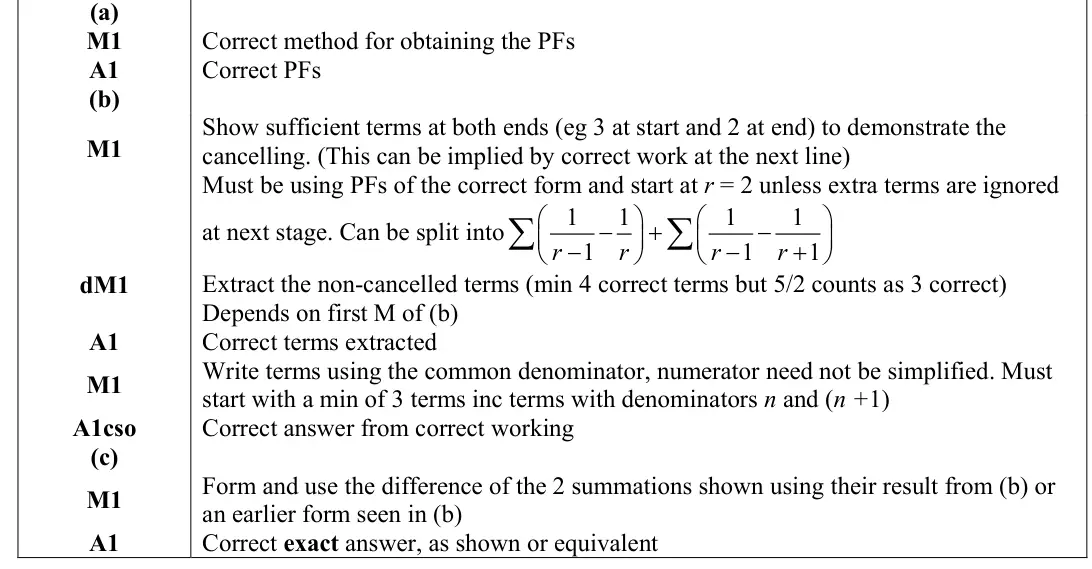 (a)
M1 Correct method for obtaining the PFs
A1 Correct PFs
(b)
M1 Show sufficient terms at both ends (eg 3 at start and 2 at end) to demonstrate the
cancelling. (This can be implied by correct work at the next line)
Must be using PFs of the correct form and start at r = 2 unless extra terms are ignored
at next stage. Can be split into ∑(1/(r−1) − 1/r) + ∑(1/(r−1) − 1/(r+1))
dM1 Extract the non-cancelled terms (min 4 correct terms but 5/2 counts as 3 correct)
Depends on first M of (b)
A1 Correct terms extracted
M1 Write terms using the common denominator, numerator need not be simplified. Must
start with a min of 3 terms inc terms with denominators n and (n +1)
A1cso Correct answer from correct working
(c)
M1 Form and use the difference of the 2 summations shown using their result from (b) or
an earlier form seen in (b)
A1 Correct exact answer, as shown or equivalent